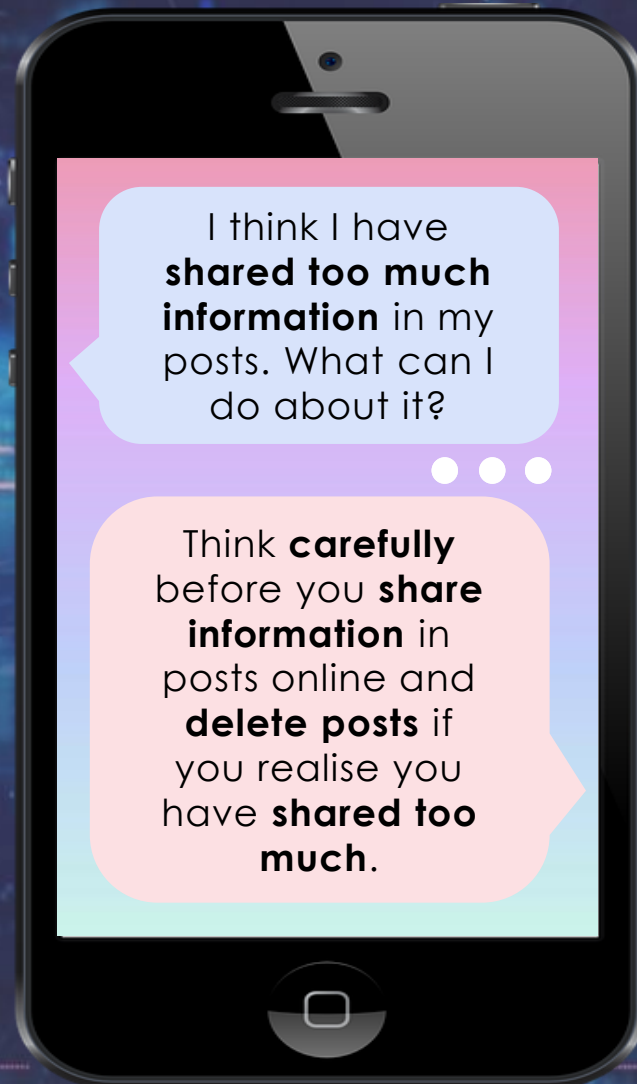 I think I have
shared too much
information in my
posts. What can I
do about it?
Think carefully
before you share
information in
posts online and
delete posts if
you realise you
have shared too
much.